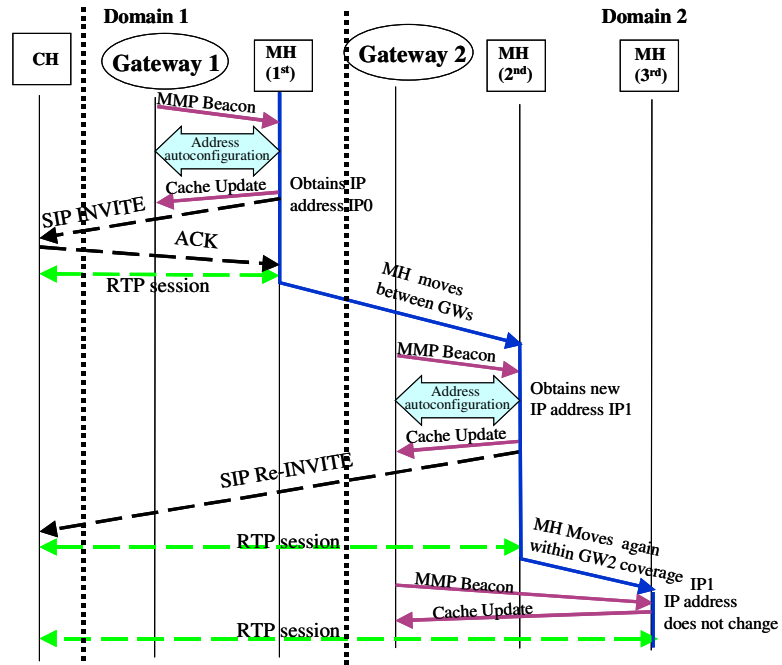 Domain 1
Domain 2
CH
Gateway 1
MH
(1st)
Gateway 2
MH
(2nd)
MH
(3rd)
MMP Beacon
Address
autoconfiguration
Cache Update
Obtains IP
address IP0
SIP INVITE
ACK
RTP session
MH moves
between GWs
MMP Beacon
Address
autoconfiguration
Obtains new
IP address IP1
Cache Update
SIP Re-INVITE
RTP session
MH Moves again
within GW2 coverage
IP1
MMP Beacon
IP address
does not change
Cache Update
RTP session